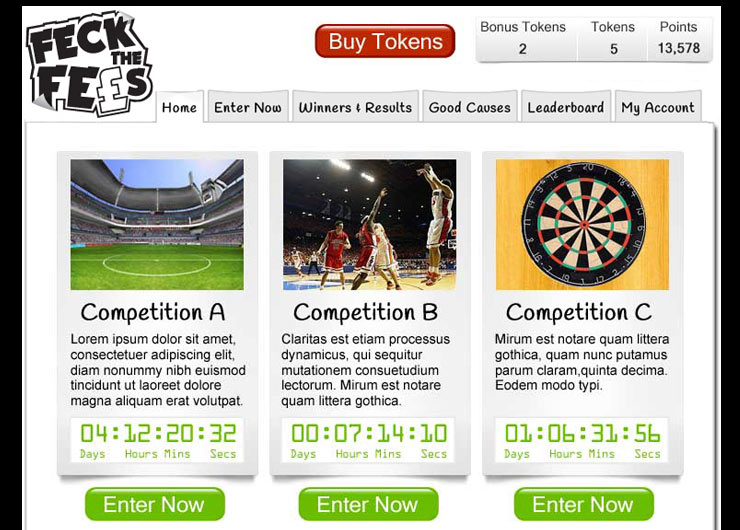 FECK
THE
FE£S
Buy Tokens
Bonus Tokens Tokens Points
2 5 13,578
Home Enter Now Winners & Results Good Causes Leaderboard My Account
Competition A
Lorem ipsum dolor sit amet,
consectetuer adipiscing elit,
diam nonummy nibh euismod
tincidunt ut laoreet dolore
magna aliquam erat volutpat.
04:12:20:32
Days Hours Mins Secs
Enter Now
Competition B
Claritas est etiam processus
dynamicus, qui sequitur
mutationem consuetudium
lectorum. Mirum est notare
quam littera gothica.
00:07:14:10
Days Hours Mins Secs
Enter Now
Competition C
Mirum est notare quam littera
gothica, quam nunc putamus
parum claram,quinta decima.
Eodem modo typi.
01:06:31:56
Days Hours Mins Secs
Enter Now